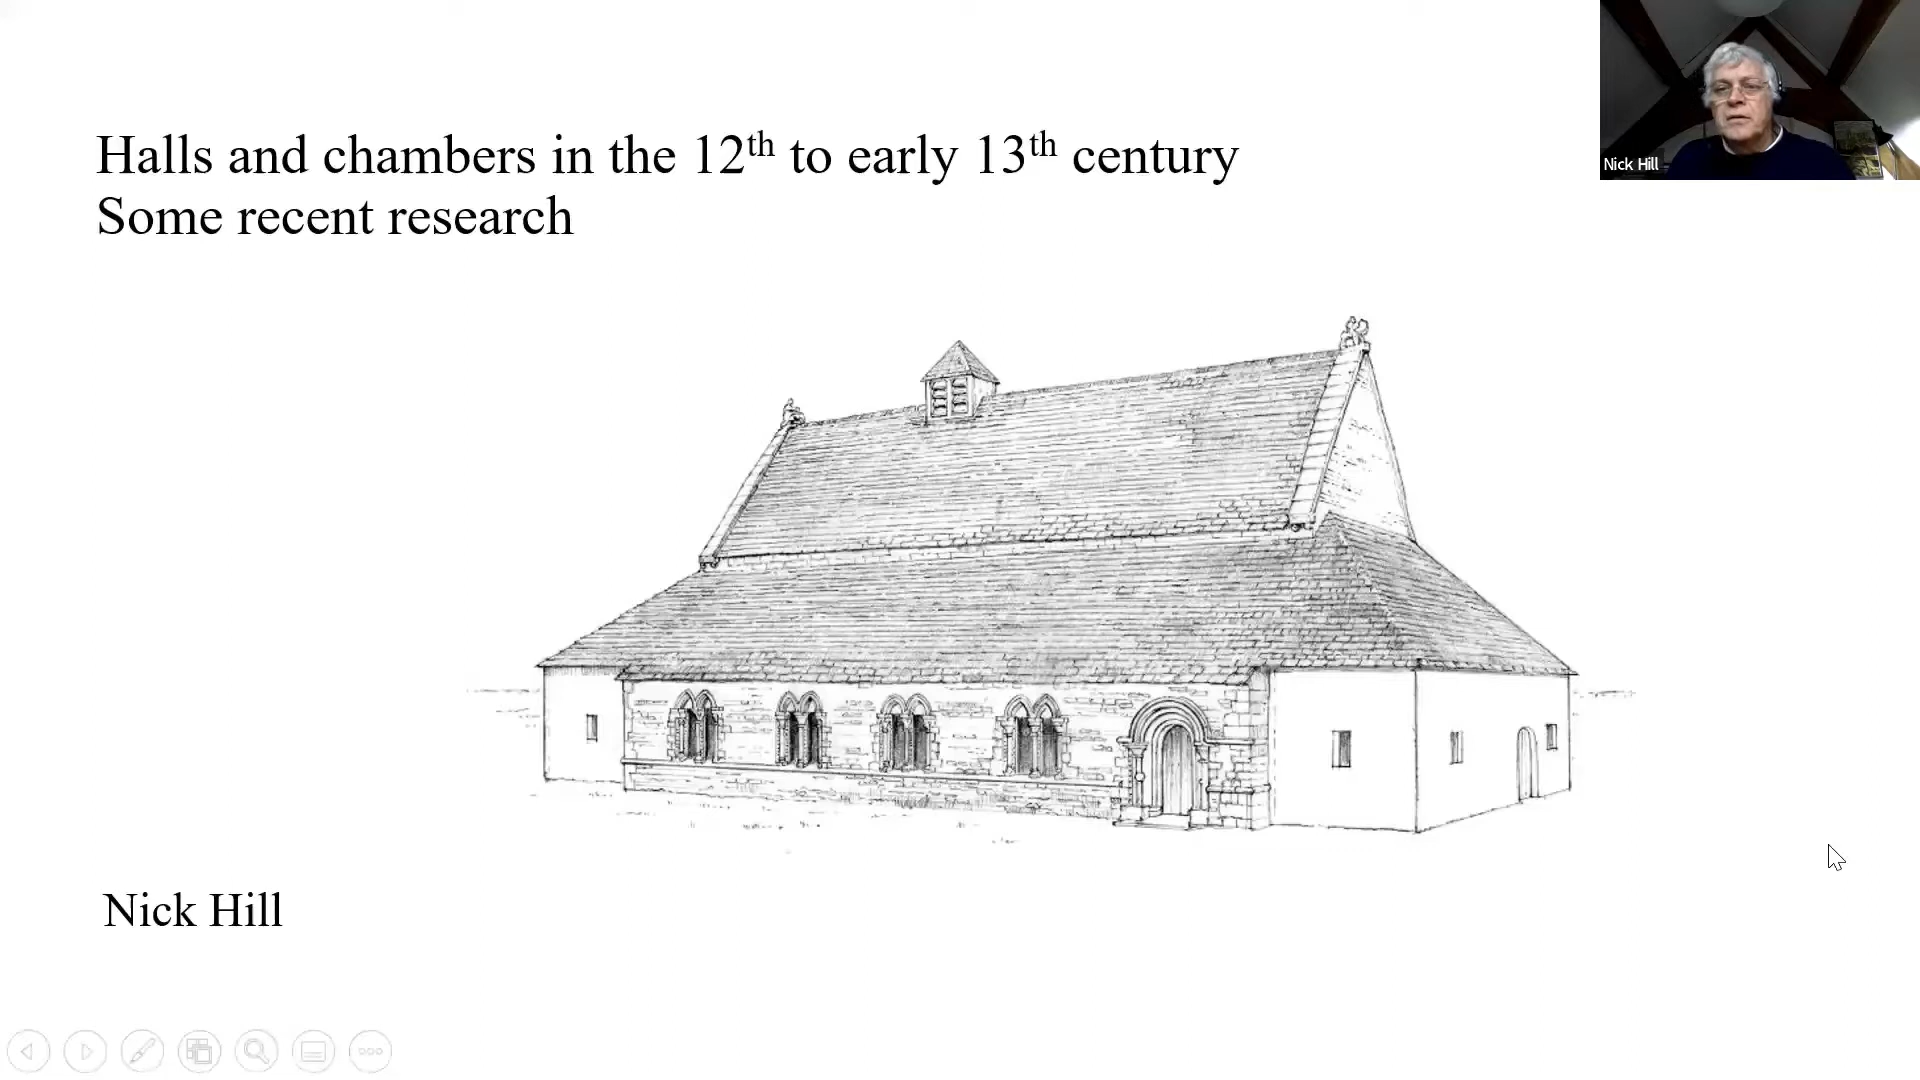 Halls and chambers in the 12th to early 13th century
Some recent research
Nick Hill
Nick Hill